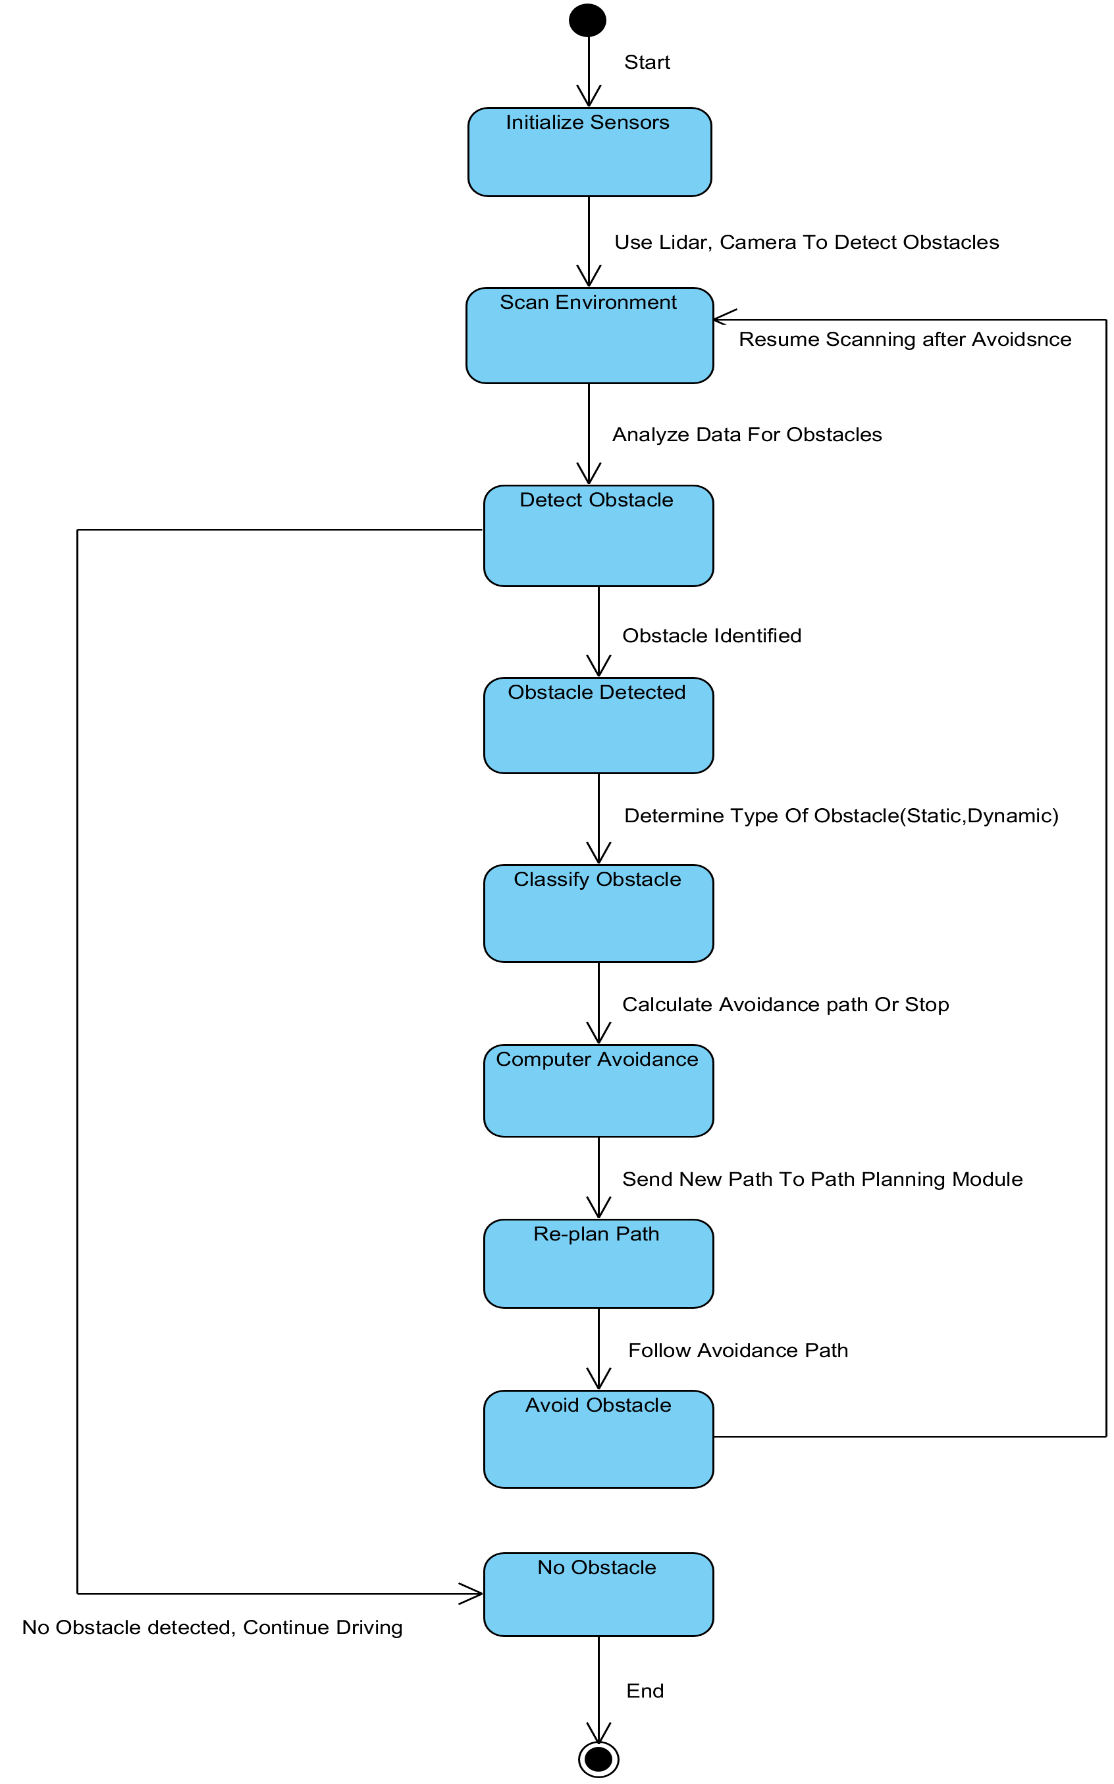 Start
Initialize Sensors
Use Lidar, Camera To Detect Obstacles
Scan Environment
Resume Scanning after Avoidsnce
Analyze Data For Obstacles
Detect Obstacle
Obstacle Identified
Obstacle Detected
Determine Type Of Obstacle(Static,Dynamic)
Classify Obstacle
Calculate Avoidance path Or Stop
Computer Avoidance
Send New Path To Path Planning Module
Re-plan Path
Follow Avoidance Path
Avoid Obstacle
No Obstacle
No Obstacle detected, Continue Driving
End